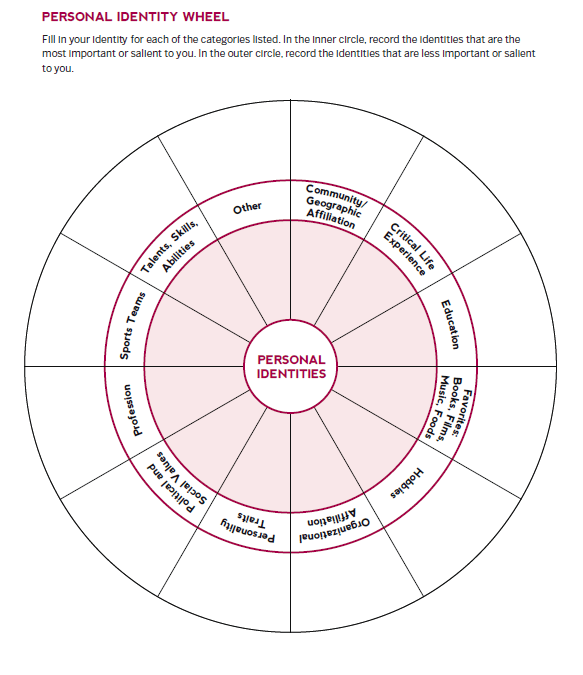 PERSONAL IDENTITY WHEEL
Fill in your identity for each of the categories listed. In the inner circle, record the identities that are the
most important or salient to you. In the outer circle, record the identities that are less important or salient
to you.
Community/
Geographic
Affiliation
Critical Life
Experience
Education
Favorites:
Books, Films,
Music, Foods
Hobbies
Organizational
Affiliation
Personality
Traits
Political and
Social Values
Profession
Sports Teams
Talents, Skills,
Abilities
Other
PERSONAL
IDENTITIES